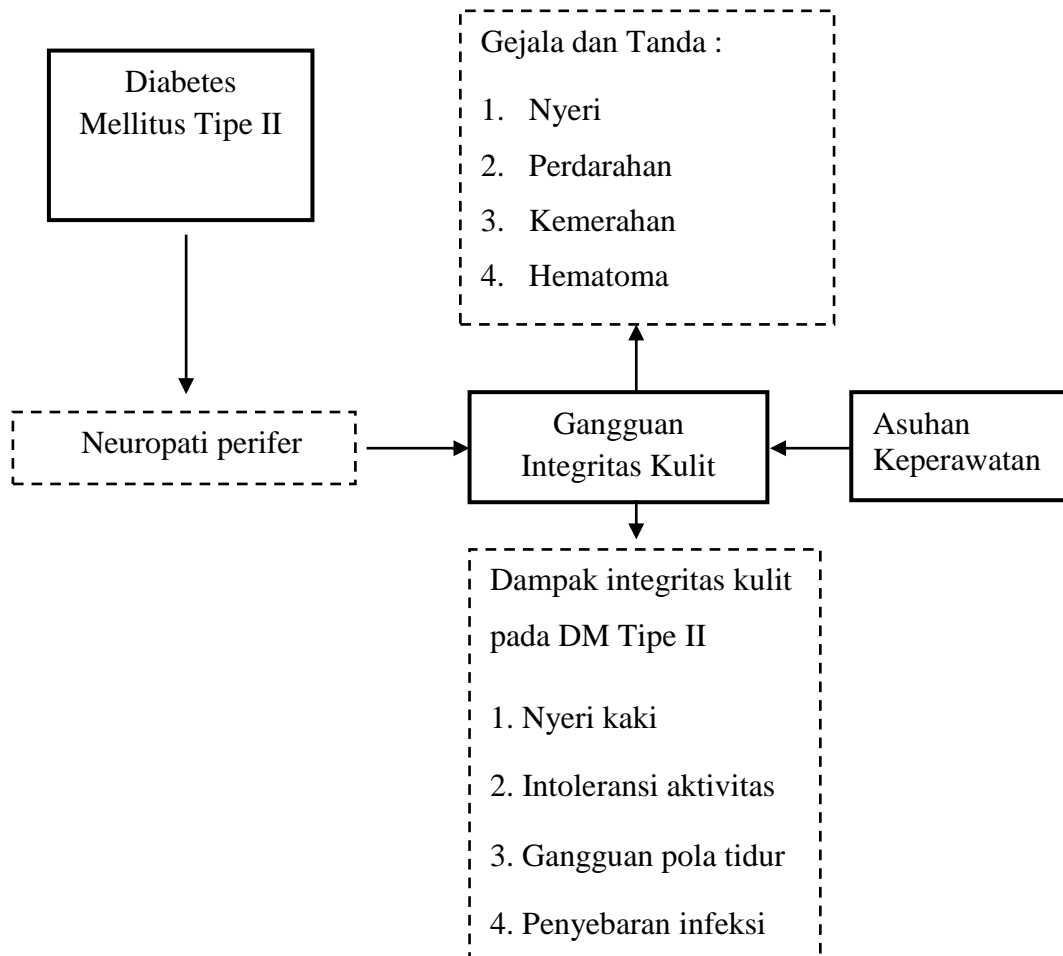 Diabetes
Mellitus Tipe II
Gejala dan Tanda :
1. Nyeri
2. Perdarahan
3. Kemerahan
4. Hematoma
Neuropati perifer
Gangguan
Integritas Kulit
Asuhan
Keperawatan
Dampak integritas kulit
pada DM Tipe II
1. Nyeri kaki
2. Intoleransi aktivitas
3. Gangguan pola tidur
4. Penyebaran infeksi